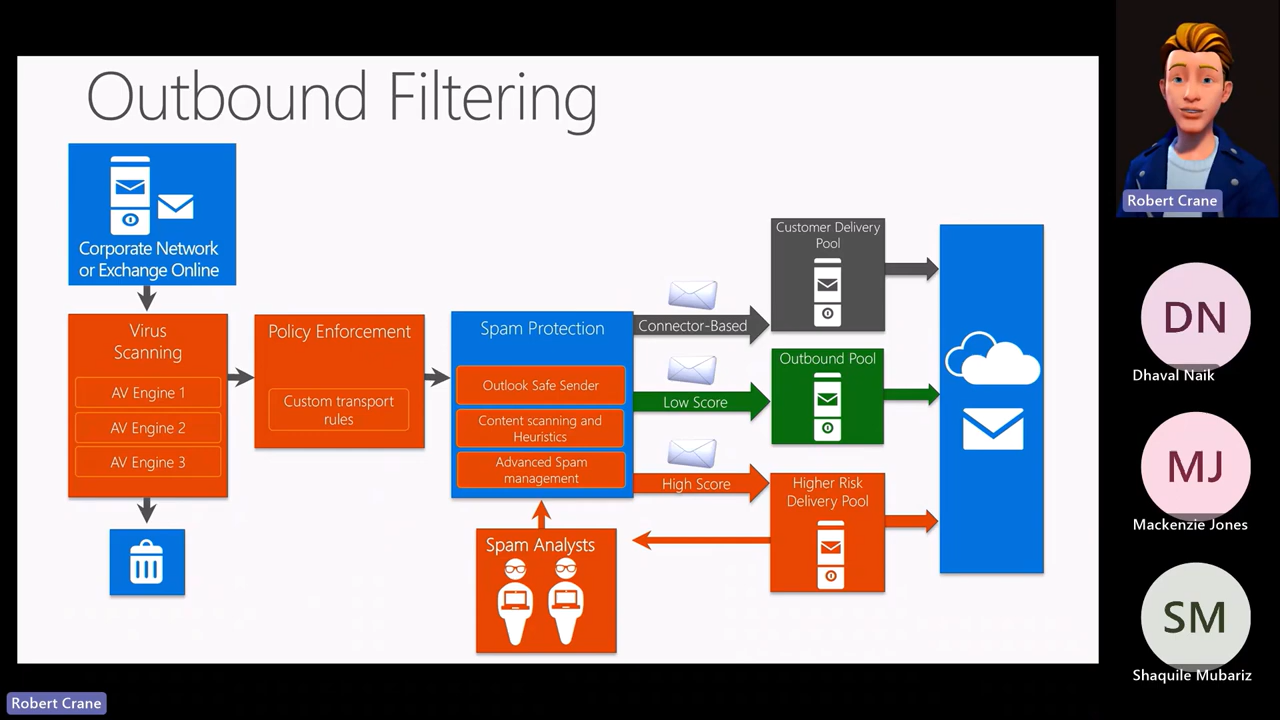 Outbound Filtering
Corporate Network
or Exchange Online
Virus
Scanning
AV Engine 1
AV Engine 2
AV Engine 3
Policy Enforcement
Custom transport
rules
Spam Protection
Outlook Safe Sender
Content scanning and
Heuristics
Advanced Spam
management
Spam Analysts
Connector-Based
Low Score
High Score
Customer Delivery
Pool
Outbound Pool
Higher Risk
Delivery Pool
Robert Crane
DN
Dhaval Naik
MJ
Mackenzie Jones
SM
Shaquile Mubariz
Robert Crane